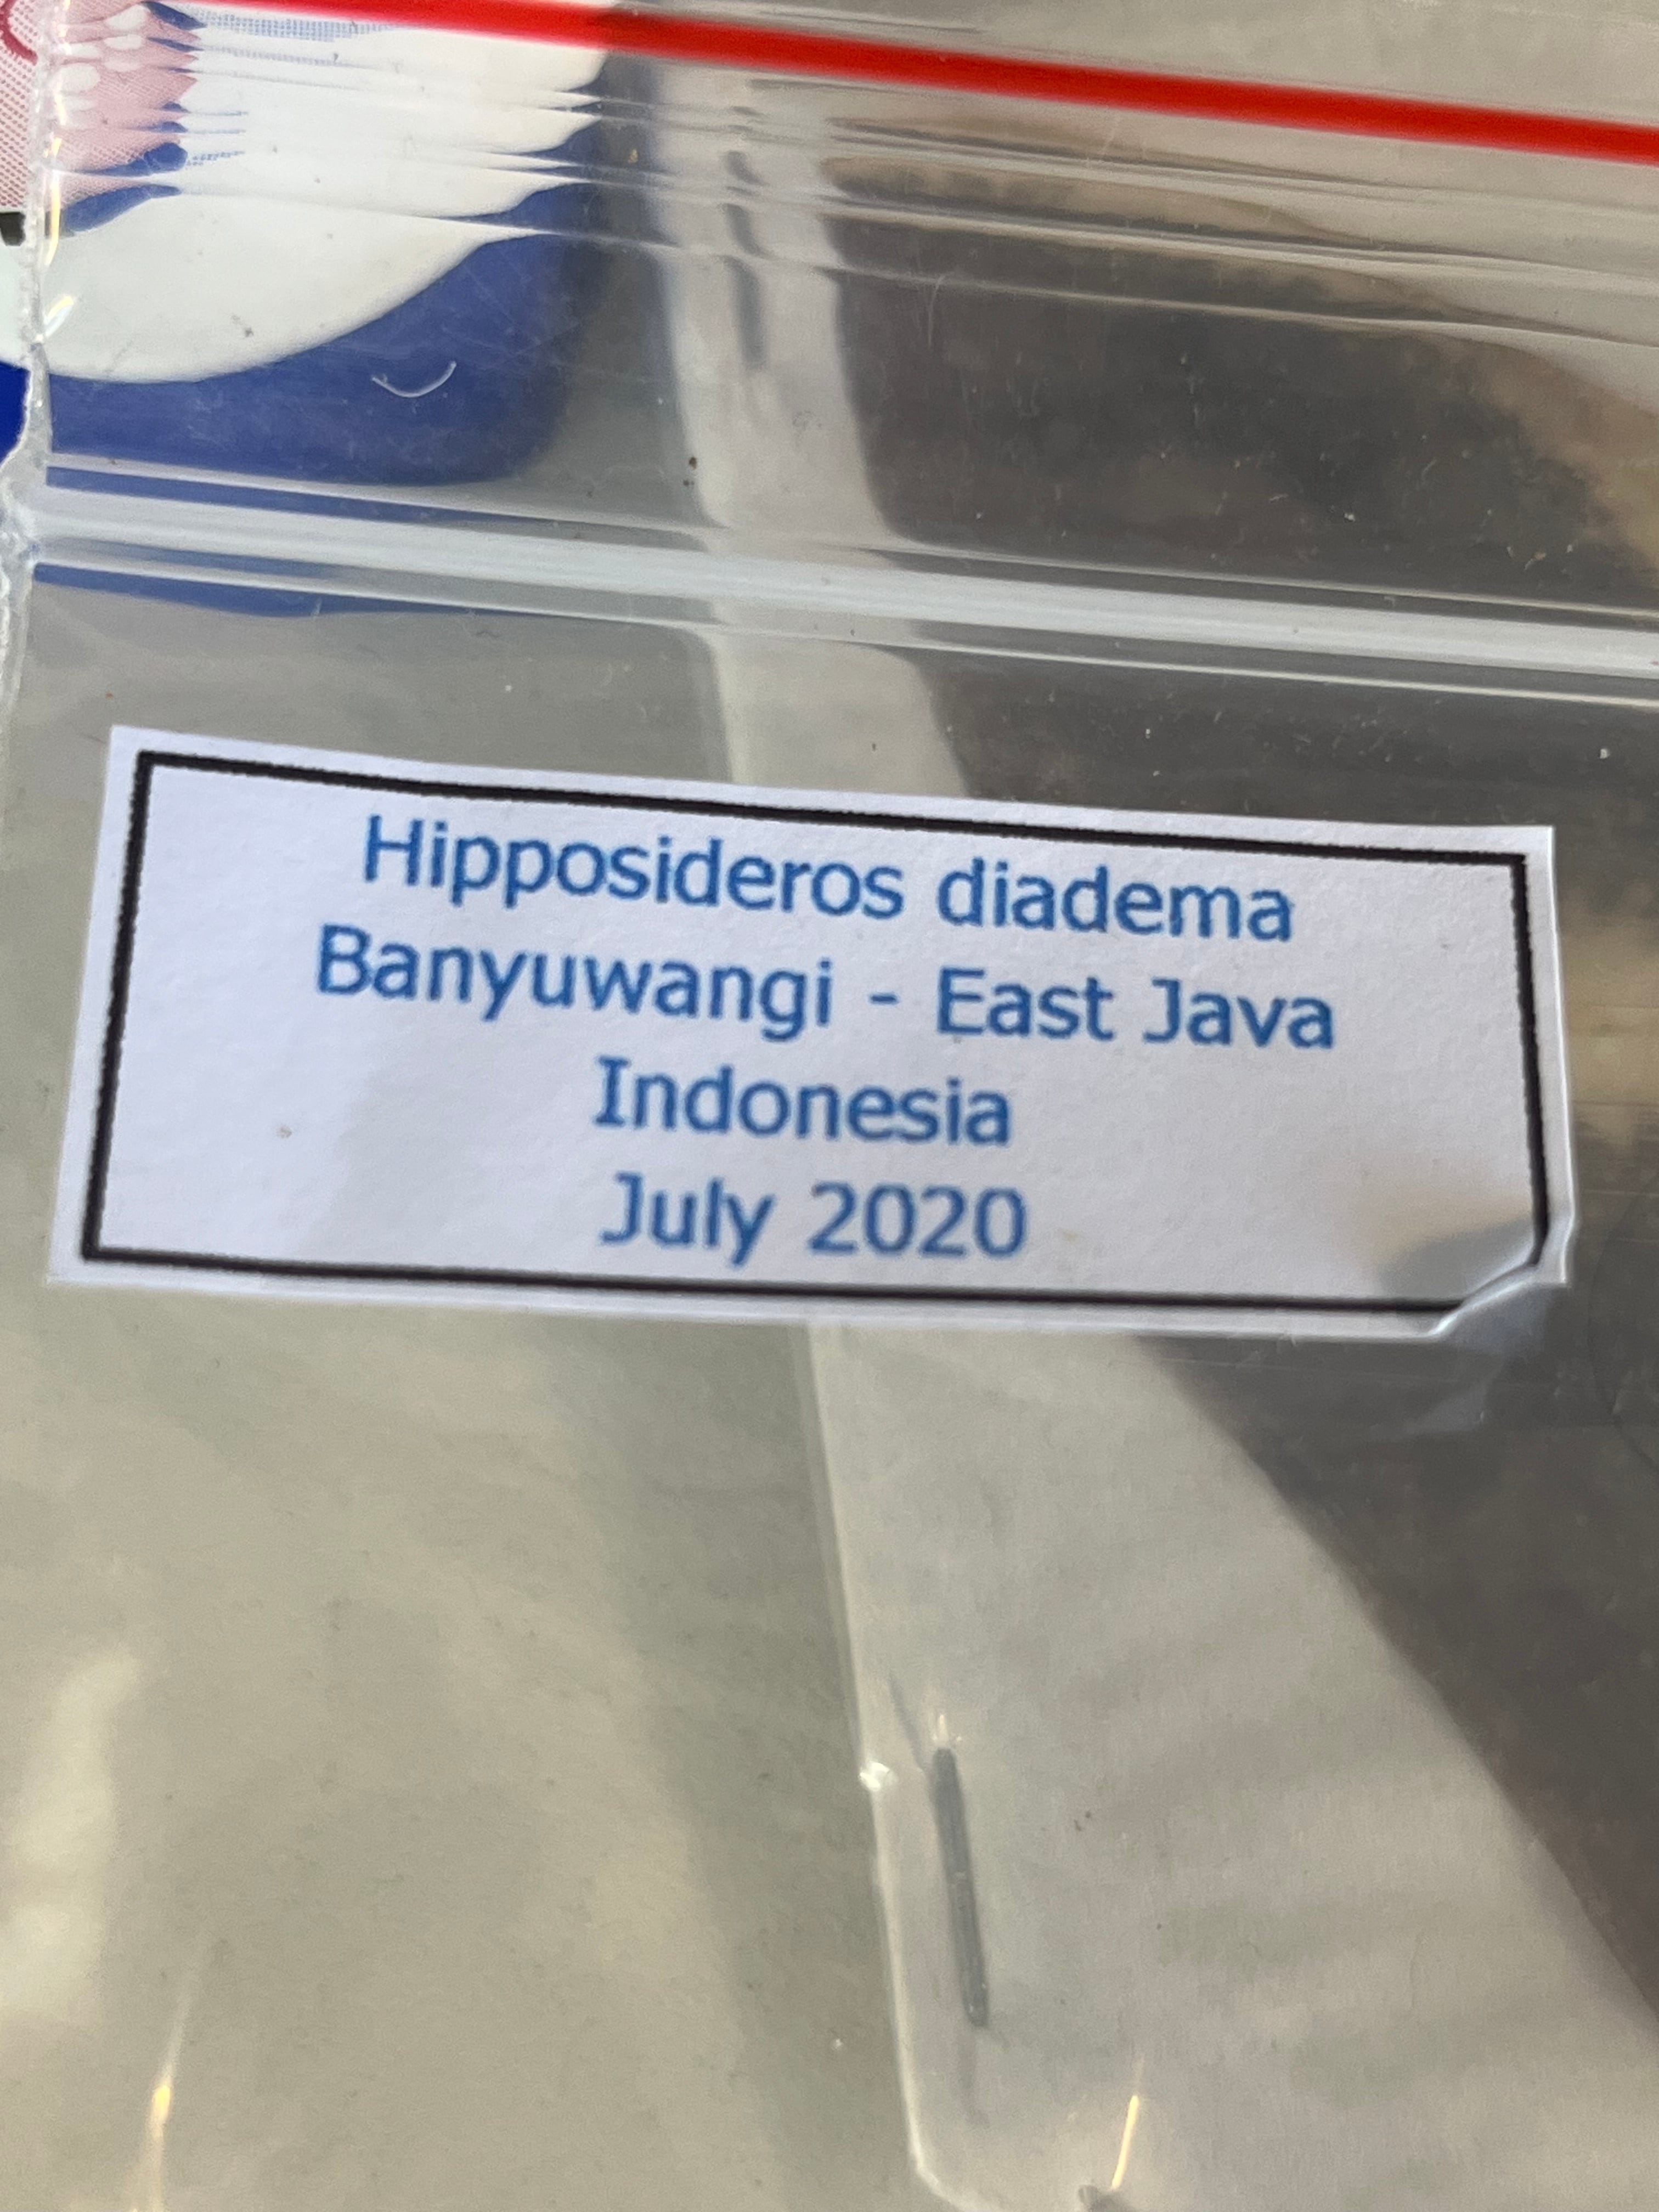 Hipposideros diadema
Banyuwangi - East Java
Indonesia
July 2020